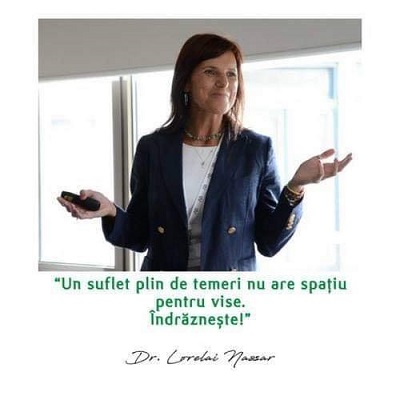 “Un suflet plin de temeri nu are spațiu
pentru vise.
Îndrăznește!”
Dr. Lorelai Nassar